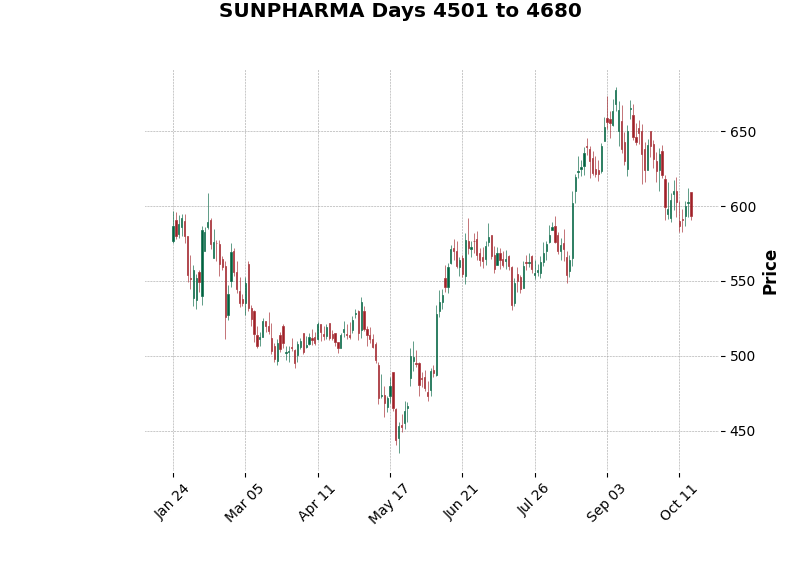 SUNPHARMA Days 4501 to 4680
650
600
550
500
450
Price
Jan 24
Mar 05
Apr 11
May 17
Jun 21
Jul 26
Sep 03
Oct 11